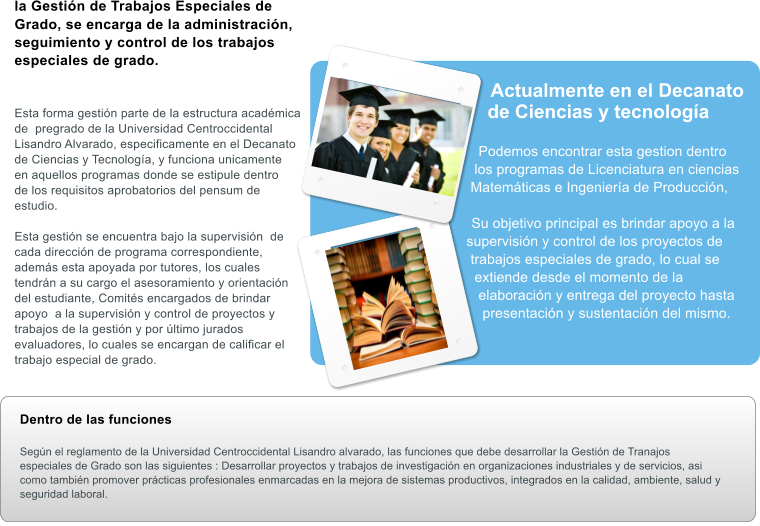 la Gestión de Trabajos Especiales de
Grado, se encarga de la administración,
seguimiento y control de los trabajos
especiales de grado.
Esta forma gestión parte de la estructura académica
de pregrado de la Universidad Centroccidental
Lisandro Alvarado, especificamente en el Decanato
de Ciencias y Tecnología, y funciona unicamente
en aquellos programas donde se estipule dentro
de los requisitos aprobatorios del pensum de
estudio.
Esta gestión se encuentra bajo la supervisión de
cada dirección de programa correspondiente,
además esta apoyada por tutores, los cuales
tendrán a su cargo el asesoramiento y orientación
del estudiante, Comités encargados de brindar
apoyo a la supervisión y control de proyectos y
trabajos de la gestión y por último jurados
evaluadores, lo cuales se encargan de calificar el
trabajo especial de grado.
Actualmente en el Decanato
de Ciencias y tecnología
Podemos encontrar esta gestion dentro
los programas de Licenciatura en ciencias
Matemáticas e Ingeniería de Producción,
Su objetivo principal es brindar apoyo a la
supervisión y control de los proyectos de
trabajos especiales de grado, lo cual se
extiende desde el momento de la
elaboración y entrega del proyecto hasta
presentación y sustentación del mismo.
Dentro de las funciones
Según el reglamento de la Universidad Centroccidental Lisandro alvarado, las funciones que debe desarrollar la Gestión de Tranajos
especiales de Grado son las siguientes : Desarrollar proyectos y trabajos de investigación en organizaciones industriales y de servicios, asi
como también promover prácticas profesionales enmarcadas en la mejora de sistemas productivos, integrados en la calidad, ambiente, salud y
seguridad laboral.